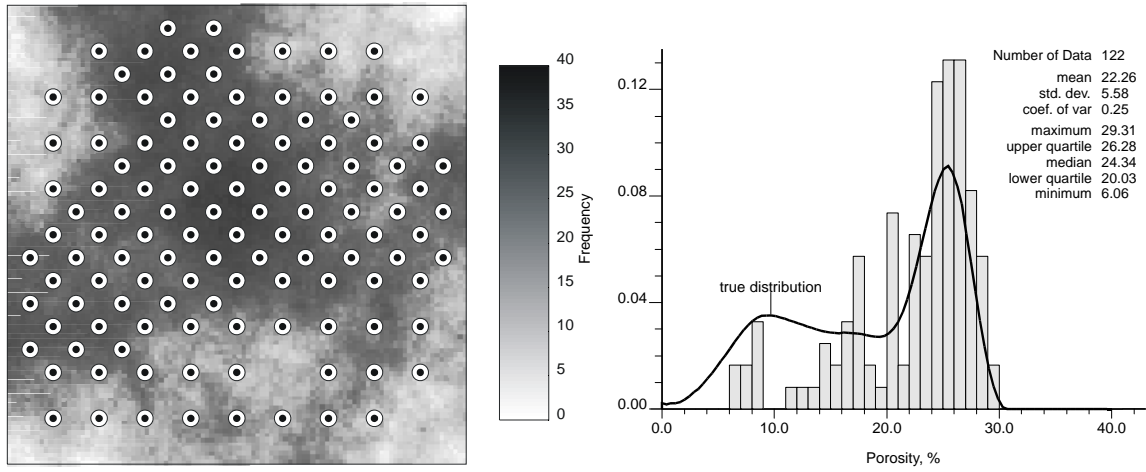 40
35
30
25
20
15
10
5
0
Frequency
0.12
0.08
0.04
0.00
0.0
10.0
20.0
30.0
40.0
Porosity, %
true distribution
Number of Data 122
mean 22.26
std. dev. 5.58
coef. of var 0.25
maximum 29.31
upper quartile 26.28
median 24.34
lower quartile 20.03
minimum 6.06